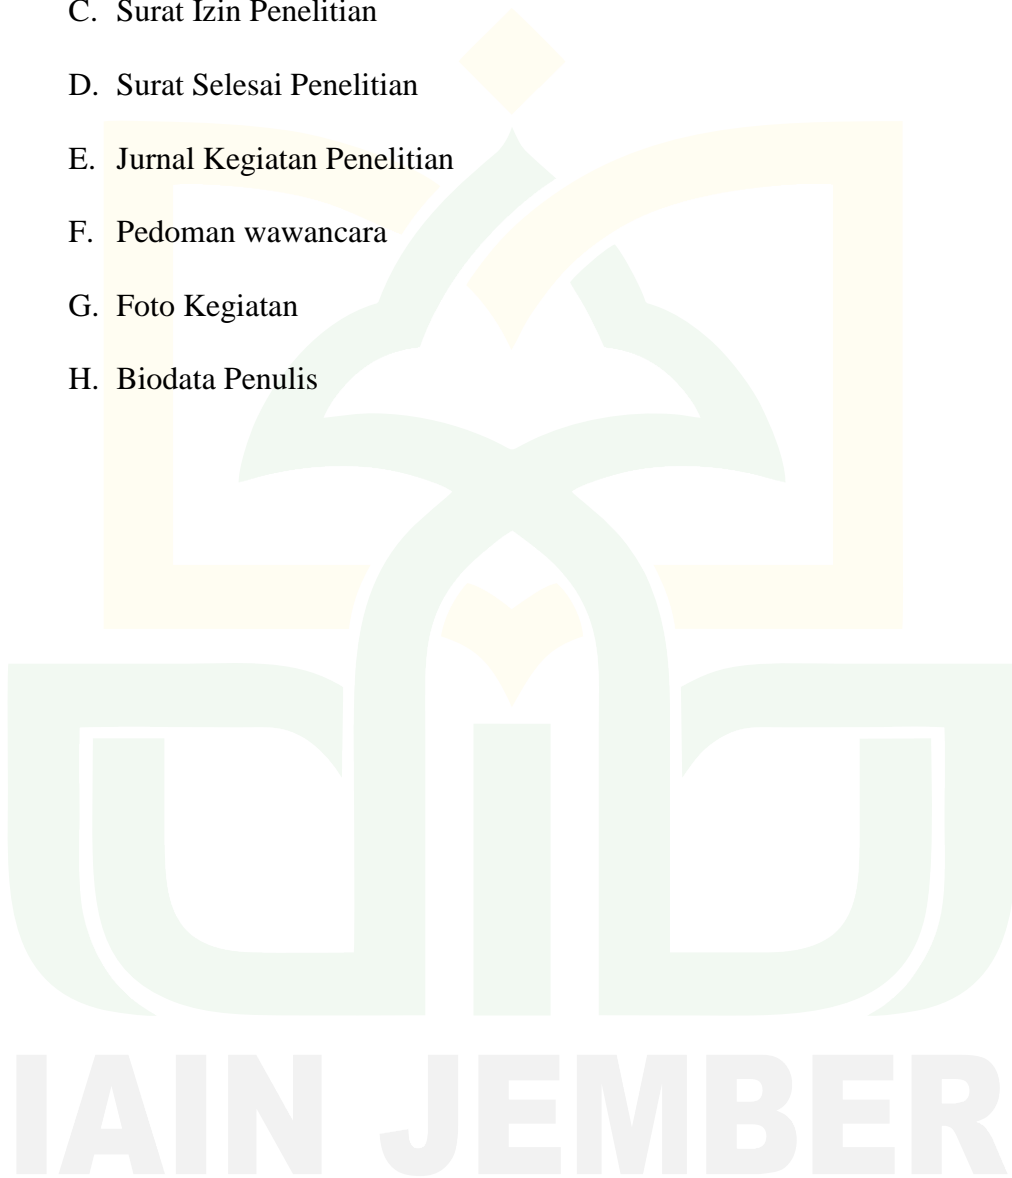 C. Surat Izin Penelitian
D. Surat Selesai Penelitian
E. Jurnal Kegiatan Penelitian
F. Pedoman wawancara
G. Foto Kegiatan
H. Biodata Penulis
IAIN JEMBER